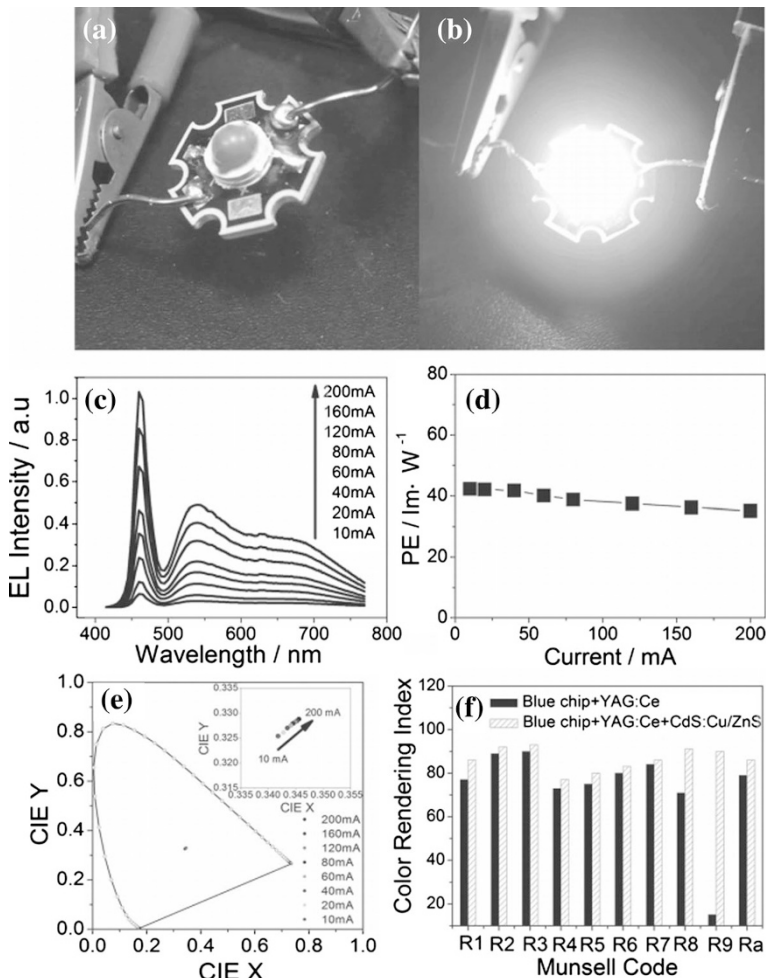 (a)
(b)
(c)
EL Intensity / a.u
1.0
0.8
0.6
0.4
0.2
0.0
400 500 600 700 800
Wavelength / nm
200mA
160mA
120mA
80mA
60mA
40mA
20mA
10mA
(d)
PE / lm· W⁻¹
80
60
40
20
0
0 50 100 150 200
Current / mA
(e)
CIE Y
1.0
0.8
0.6
0.4
0.2
0.0
0.0 0.2 0.4 0.6 0.8 1.0
CIE X
CIE Y
0.335
0.330
0.325
0.320
0.315
0.335 0.340 0.345 0.350 0.355
CIE X
200 mA
10 mA
200mA
160mA
120mA
80mA
60mA
40mA
20mA
10mA
(f)
Blue chip+YAG:Ce
Blue chip+YAG:Ce+CdS:Cu/ZnS
Color Rendering Index
120
100
80
60
40
20
R1 R2 R3 R4 R5 R6 R7 R8 R9 Ra
Munsell Code